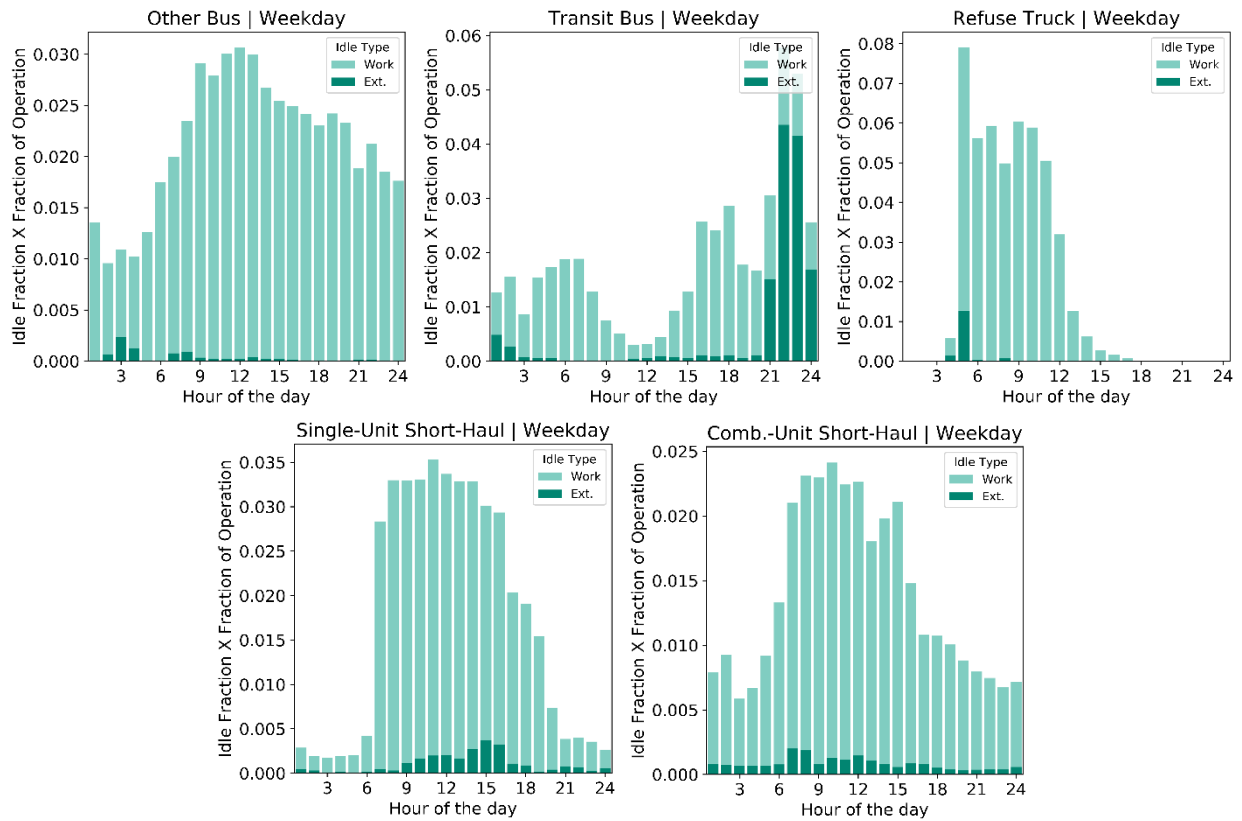 Other Bus | Weekday
Transit Bus | Weekday
Refuse Truck | Weekday
Idle Fraction X Fraction of Operation
0.030
0.025
0.020
0.015
0.010
0.005
0.000
Idle Type
Work
Ext.
3 6 9 12 15 18 21 24
Hour of the day
Idle Fraction X Fraction of Operation
0.06
0.05
0.04
0.03
0.02
0.01
0.00
Idle Type
Work
Ext.
3 6 9 12 15 18 21 24
Hour of the day
Idle Fraction X Fraction of Operation
0.08
0.07
0.06
0.05
0.04
0.03
0.02
0.01
0.00
Idle Type
Work
Ext.
3 6 9 12 15 18 21 24
Hour of the day
Single-Unit Short-Haul | Weekday
Comb.-Unit Short-Haul | Weekday
Idle Fraction X Fraction of Operation
0.035
0.030
0.025
0.020
0.015
0.010
0.005
0.000
Idle Type
Work
Ext.
3 6 9 12 15 18 21 24
Hour of the day
Idle Fraction X Fraction of Operation
0.025
0.020
0.015
0.010
0.005
0.000
Idle Type
Work
Ext.
3 6 9 12 15 18 21 24
Hour of the day